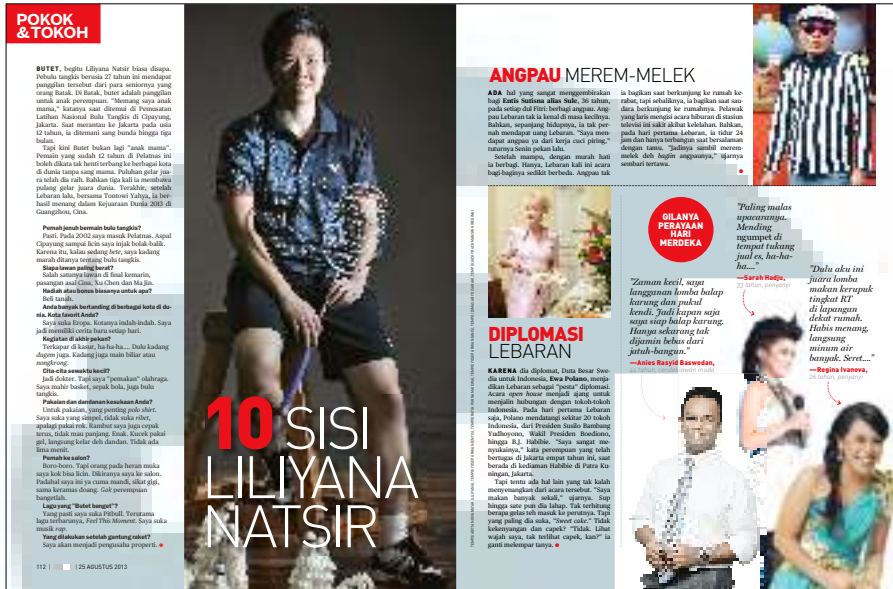 POKOK
&TOKOH
BUTET, begitu Liliyana Natsir biasa disapa.
Pebulu tangkis berusia 27 tahun ini mendapat
panggilan tersebut dari para seniornya yang
orang Batak. Di Batak, butet adalah panggilan
untuk anak perempuan. "Memang saya anak
mama," katanya saat ditemui di Pemusatan
Latihan Nasional Bulu Tangkis di Cipayung,
Jakarta. Saat merantau ke Jakarta pada usia
12 tahun, ia ditemani sang bunda hingga tiga
bulan.
Tapi kini Butet bukan lagi "anak mama".
Pemain yang sudah 12 tahun di Pelatnas ini
boleh dikata tak henti terbang ke berbagai kota
di dunia tanpa sang mama. Puluhan gelar jua-
ra telah dia raih. Bahkan tiga kali ia membawa
pulang gelar juara dunia. Terakhir, setelah
Lebaran lalu, bersama Tontowi Yahya, ia ber-
hasil menang dalam Kejuaraan Dunia 2013 di
Guangzhou, Cina.
Pernah jenuh bermain bulu tangkis?
Pasti. Pada 2002 saya masuk Pelatnas. Aspal
Cipayung sampai licin saya injak bolak-balik.
Karena itu, kalau sedang bete, saya kadang
marah ditanya tentang bulu tangkis.
Siapa lawan paling berat?
Salah satunya lawan di final kemarin,
pasangan asal Cina, Xu Chen dan Ma Jin.
Hadiah atau bonus biasanya untuk apa?
Beli tanah.
Anda banyak bertanding di berbagai kota di du-
nia. Kota favorit Anda?
Saya suka Eropa. Kotanya indah-indah. Saya
jadi memiliki cerita baru setiap hari.
Kegiatan di akhir pekan?
Terkapar di kasur, ha-ha-ha.... Dulu kadang
dugem juga. Kadang juga main biliar atau
nongkrong.
Cita-cita sewaktu kecil?
Jadi dokter. Tapi saya "pemakan" olahraga.
Saya mahir basket, sepak bola, juga bulu
tangkis.
Pakaian dan dandanan kesukaan Anda?
Untuk pakaian, yang penting polo shirt.
Saya suka yang simpel, tidak suka ribet,
apalagi pakai rok. Rambut saya juga cepak
terus, tidak mau panjang. Enak. Kucek pakai
gel, langsung kelar deh dandan. Tidak ada
lima menit.
Pernah ke salon?
Boro-boro. Tapi orang pada heran muka
saya kok bisa licin. Dikiranya saya ke salon.
Padahal saya ini ya cuma mandi, sikat gigi,
sama keramas doang. Gak perempuan
bangetlah.
Lagu yang "Butet banget"?
Yang pasti saya suka Pitbull. Terutama
lagu terbarunya, Feel This Moment. Saya suka
musik rap.
Yang dilakukan setelah gantung raket?
Saya akan menjadi pengusaha properti.
112 | | 25 AGUSTUS 2013
10 SISI
LILIYANA
NATSIR
ANGPAU MEREM-MELEK
ADA hal yang sangat menggembirakan
bagi Entis Sutisna alias Sule, 36 tahun,
pada setiap dul Fitri: berbagi angpau. Ang-
pau Lebaran tak ia kenal di masa kecilnya.
Bahkan, sepanjang hidupnya, ia tak per-
nah mendapat uang Lebaran. "Saya men-
dapat angpau ya dari kerja cuci piring,"
tuturnya Senin pekan lalu.
Setelah mampu, dengan murah hati
ia berbagi. Hanya, Lebaran kali ini acara
bagi-baginya sedikit berbeda. Angpau tak
ia bagikan saat berkunjung ke rumah ke-
rabat, tapi sebaliknya, ia bagikan saat sau-
dara berkunjung ke rumahnya. Pelawak
yang laris mengisi acara hiburan di stasiun
televisi ini sakit akibat kelelahan. Bahkan,
pada hari pertama Lebaran, ia tidur 24
jam dan hanya terbangun saat bersalaman
dengan tamu. "Jadinya sambil merem-
melek deh bagiin angpaunya," ujarnya
sembari tertawa.
DIPLOMASI
LEBARAN
KARENA dia diplomat, Duta Besar Swe-
dia untuk Indonesia, Ewa Polano, menja-
dikan Lebaran sebagai "pesta" diplomasi.
Acara open house menjadi ajang untuk
menjalin hubungan dengan tokoh-tokoh
Indonesia. Pada hari pertama Lebaran
saja, Polano mendatangi sekitar 20 tokoh
Indonesia, dari Presiden Susilo Bambang
Yudhoyono, Wakil Presiden Boediono,
hingga B.J. Habibie. "Saya sangat me-
nyukainya," kata perempuan yang telah
bertugas di Jakarta empat tahun ini, saat
berada di kediaman Habibie di Patra Ku-
ningan, Jakarta.
Tapi tentu ada hal lain yang tak kalah
menyenangkan dari acara tersebut. "Saya
makan banyak sekali," ujarnya. Sup
hingga sate pun dia lahap. Tak terhitung
berapa gelas teh masuk ke perutnya. Tapi
yang paling dia suka, "Sweet cake." Tidak
kekenyangan dan capek? "Tidak. Lihat
wajah saya, tak terlihat capek, kan?" ia
ganti melempar tanya.
GILANYA
PERAYAAN
HARI
MERDEKA
"Zaman kecil, saya
langganan lomba balap
karung dan pukul
kendi. Jadi kapan saja
saya siap balap karung.
Hanya sekarang tak
dijamin bebas dari
jatuh-bangun."
—Anies Rasyid Baswedan,
"Paling malas
upacaranya.
Mending
ngumpet di
tempat tukang
jual es, ha-ha-
ha...."
—Sarah Hadju,
33 tahun, penyanyi
"Dulu aku ini
juara lomba
makan kerupuk
tingkat RT
di lapangan
dekat rumah.
Habis menang,
langsung
minum air
banyak. Seret...."
—Regina Ivanova,
26 tahun, penyanyi